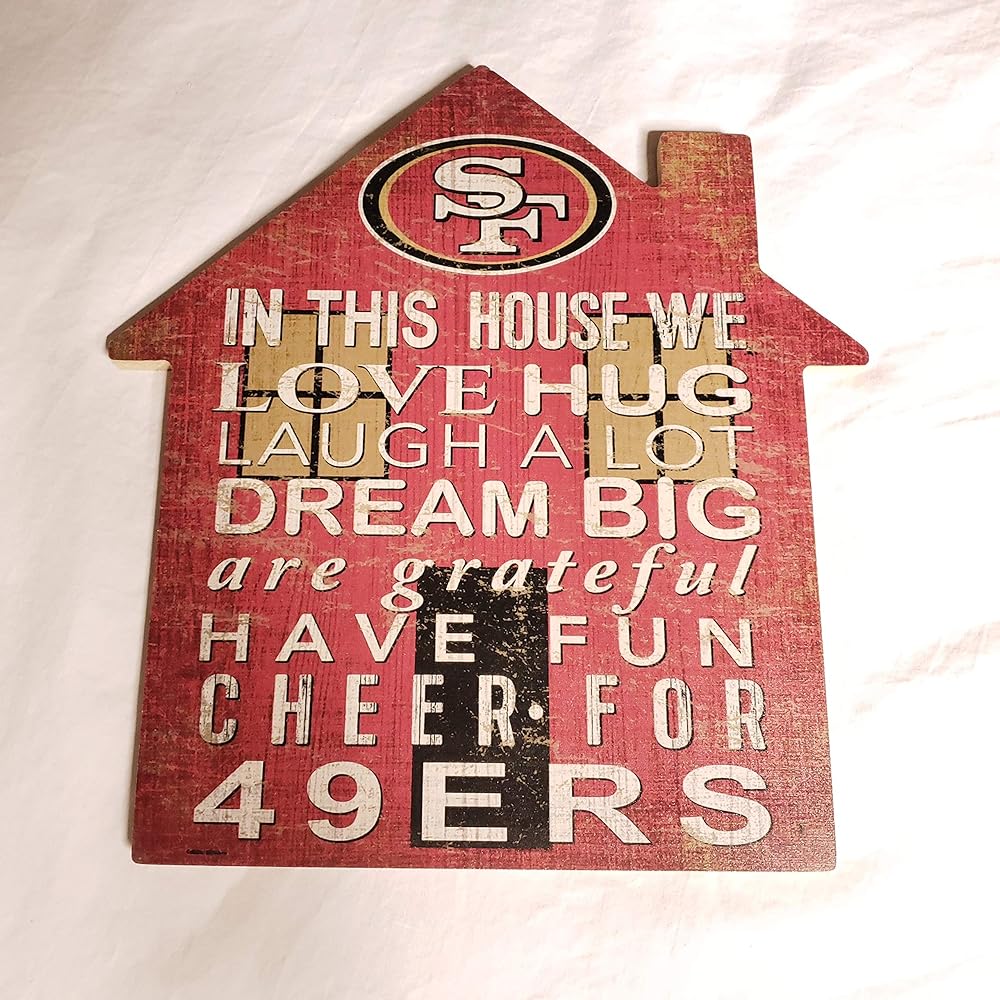 SF
IN THIS HOUSE WE
LOVE HUG
LAUGH A LOT
DREAM BIG
are grateful
HAVE FUN
CHEER FOR
49ERS